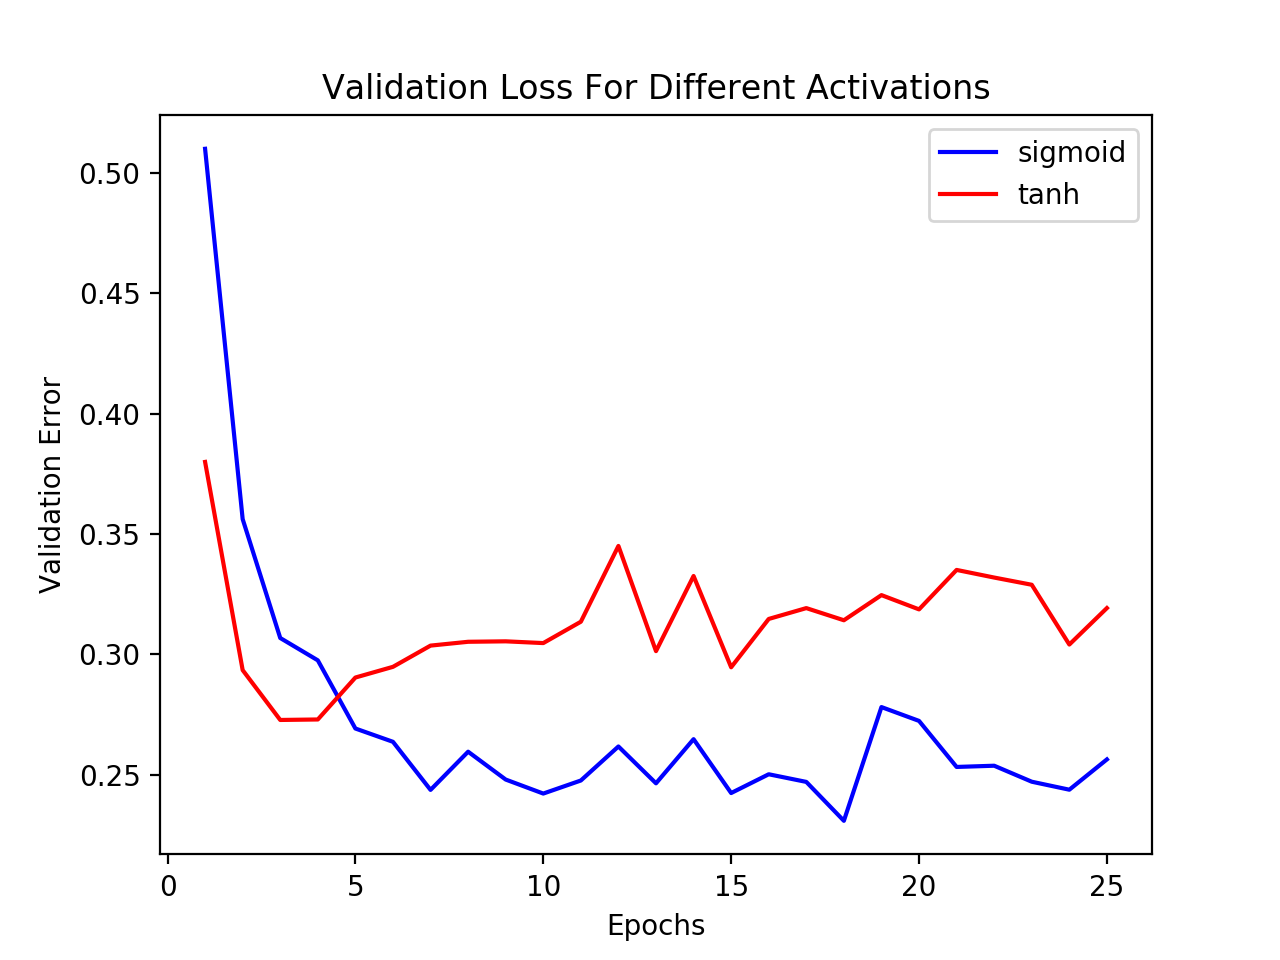 Validation Loss For Different Activations
sigmoid
tanh
0.50
0.45
0.40
0.35
0.30
0.25
Validation Error
0 5 10 15 20 25
Epochs